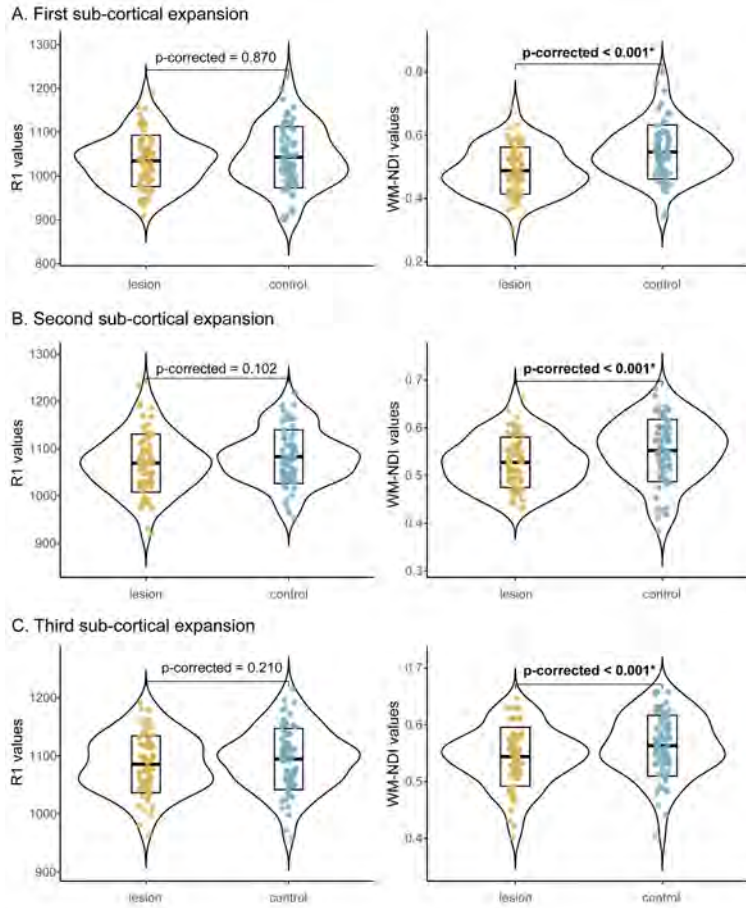 A. First sub-cortical expansion
1300
1200
1100
1000
900
800
R1 values
p-corrected = 0.870
lesion
control
0.8
0.6
0.4
0.2
WM-NDI values
p-corrected < 0.001*
lesion
control
B. Second sub-cortical expansion
1300
1200
1100
1000
900
R1 values
p-corrected = 0.102
lesion
control
0.7
0.6
0.5
0.4
0.3
WM-NDI values
p-corrected < 0.001*
lesion
control
C. Third sub-cortical expansion
1200
1100
1000
900
R1 values
p-corrected = 0.210
lesion
control
0.7
0.6
0.5
0.4
WM-NDI values
p-corrected < 0.001*
lesion
control